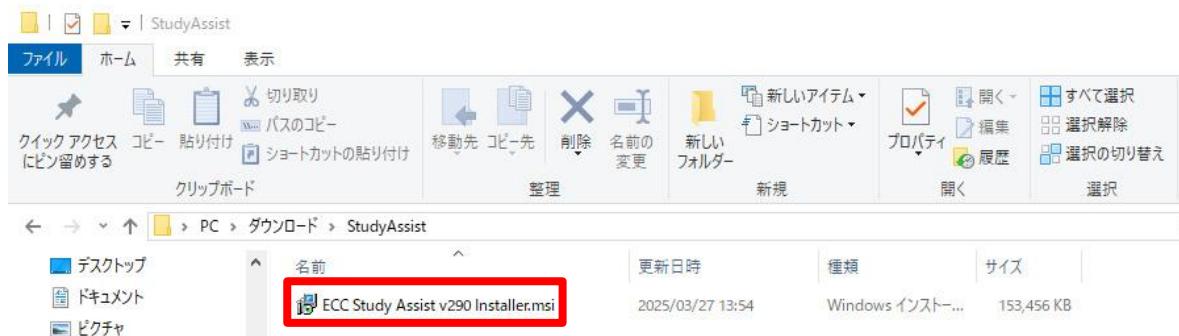 StudyAssist
ファイル ホーム 共有 表示
クイック アクセス
にピン留めする
コピー
貼り付け
切り取り
パスのコピー
ショートカットの貼り付け
クリップボード
移動先
コピー先
削除
名前の
変更
整理
新しい
フォルダー
新しいアイテム
ショートカット
新規
プロパティ
開く
編集
履歴
開く
すべて選択
選択解除
選択の切り替え
選択
PC › ダウンロード › StudyAssist
デスクトップ
ドキュメント
ピクチャ
名前 更新日時 種類 サイズ
ECC Study Assist v290 Installer.msi 2025/03/27 13:54 Windows インストー... 153,456 KB